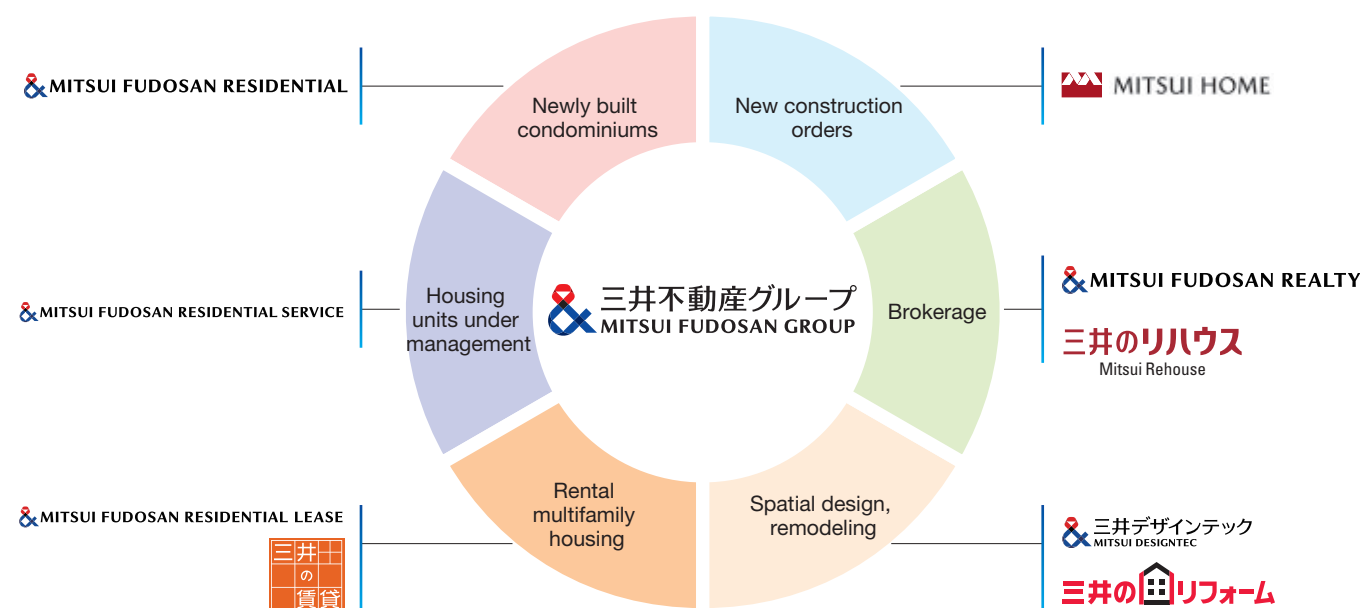 MITSUI FUDOSAN RESIDENTIAL
Newly built
condominiums
New construction
orders
MITSUI HOME
MITSUI FUDOSAN RESIDENTIAL SERVICE
Housing
units under
management
三井不動産グループ
MITSUI FUDOSAN GROUP
Brokerage
MITSUI FUDOSAN REALTY
三井のリハウス
Mitsui Rehouse
MITSUI FUDOSAN RESIDENTIAL LEASE
三井
の
賃貸
Rental
multifamily
housing
Spatial design,
remodeling
三井デザインテック
MITSUI DESIGNTEC
三井のリフォーム